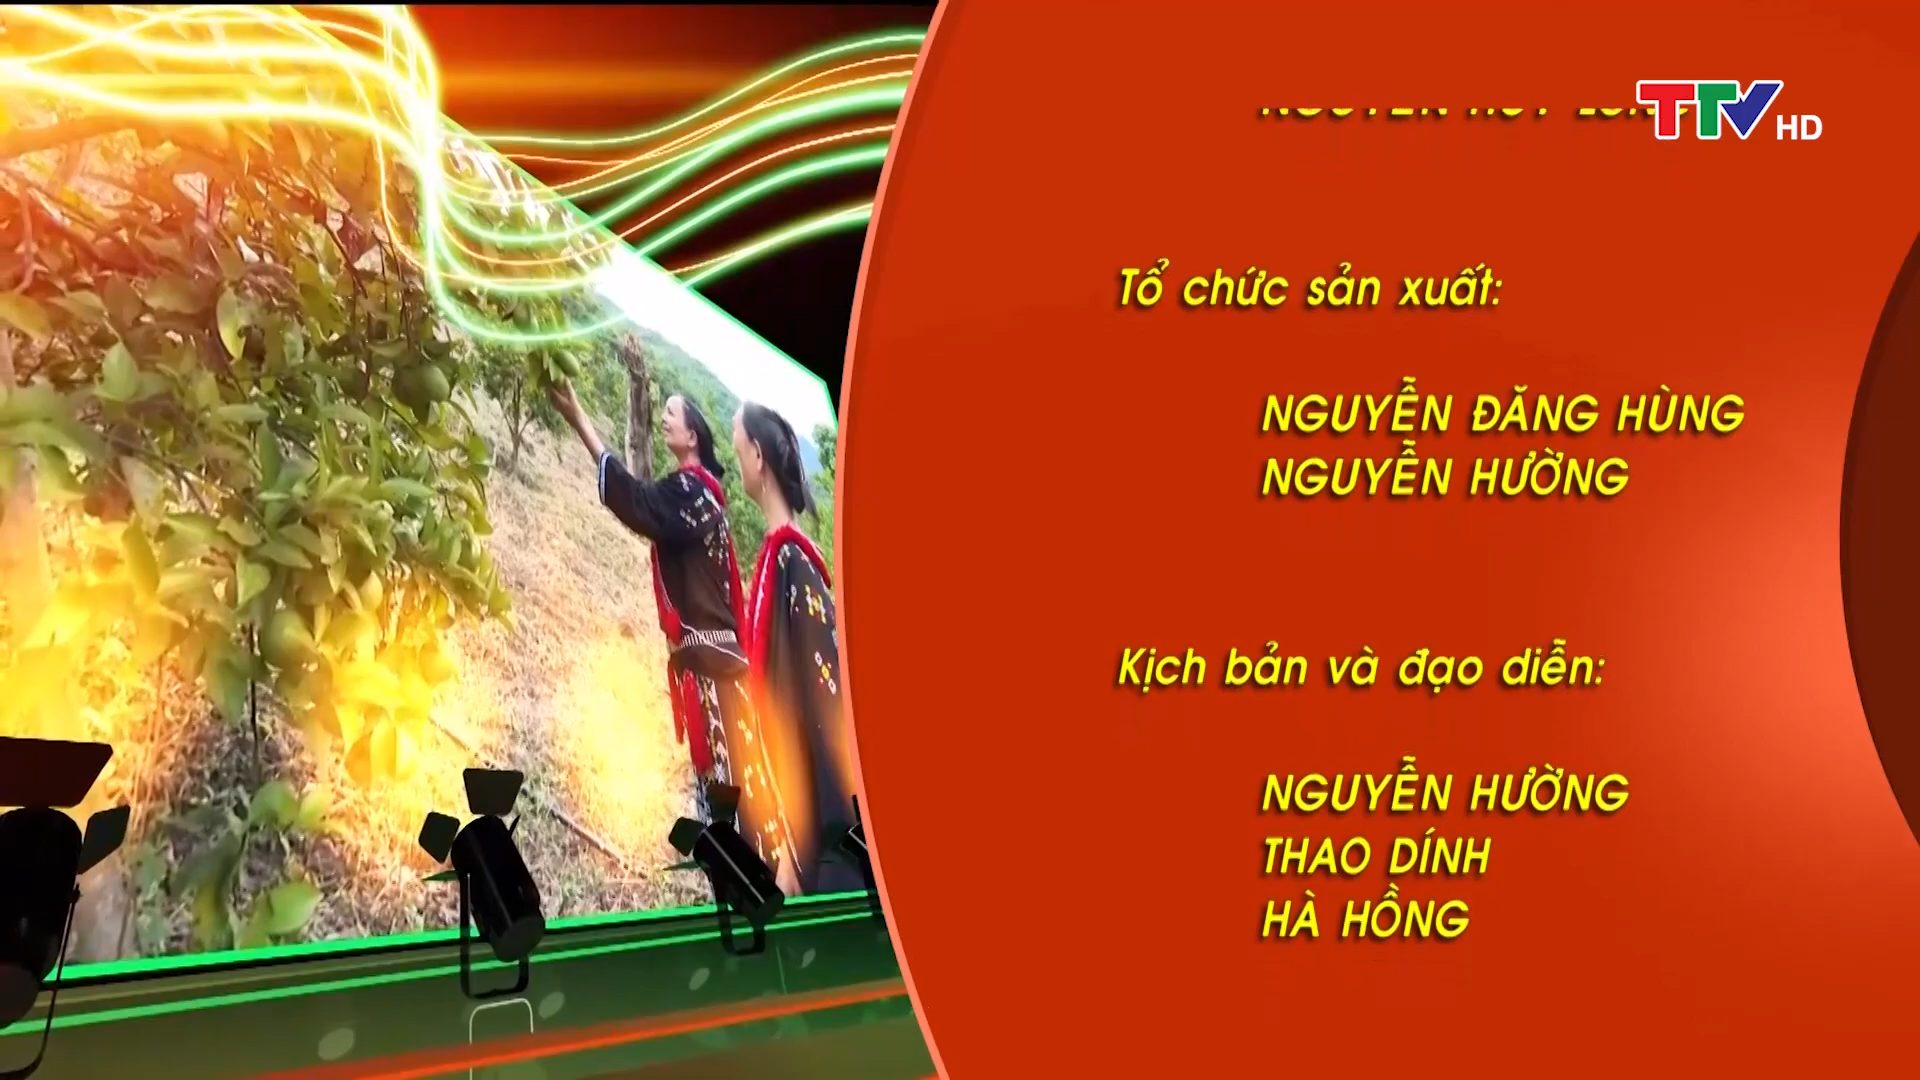 TTV HD
Tổ chức sản xuất:
NGUYỄN ĐĂNG HÙNG
NGUYỄN HƯỜNG
Kịch bản và đạo diễn:
NGUYỄN HƯỜNG
THAO DÍNH
HÀ HỒNG